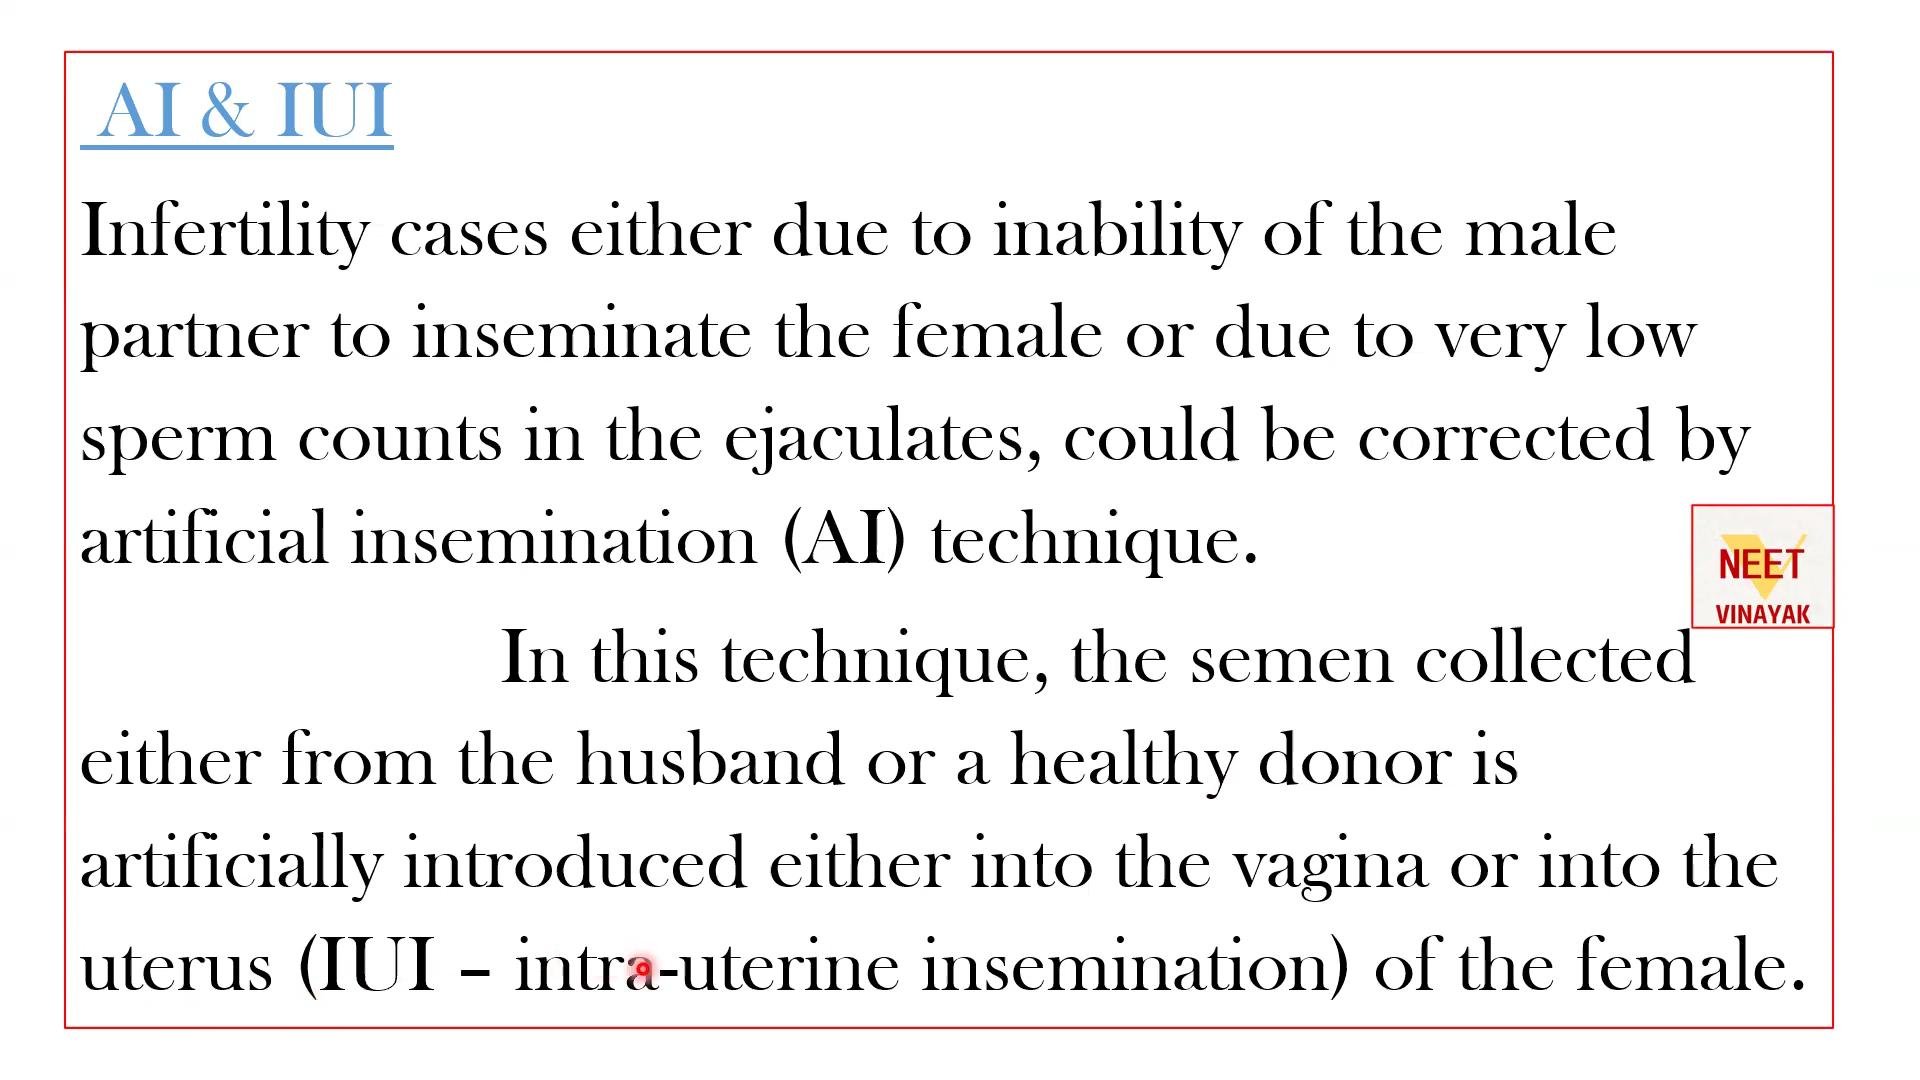 AI & IUI
Infertility cases either due to inability of the male
partner to inseminate the female or due to very low
sperm counts in the ejaculates, could be corrected by
artificial insemination (AI) technique.
NEET
VINAYAK
In this technique, the semen collected
either from the husband or a healthy donor is
artificially introduced either into the vagina or into the
uterus (IUI – intra-uterine insemination) of the female.